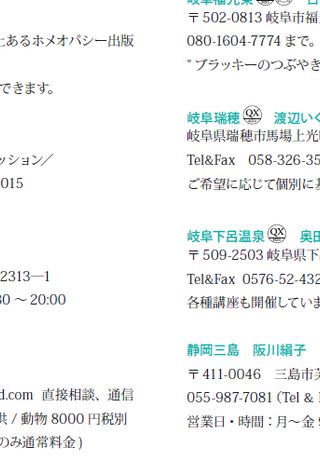 とあるホメオパシー出版
できます。
ッション／
015
2313―1
30 ～ 20:00
d.com 直接相談、通信
供 / 動物 8000 円税別
のみ通常料金 )
〒 502-0813 岐阜市福
080-1604-7774 まで。
" ブラッキーのつぶやき
岐阜瑞穂 QX 渡辺いく
岐阜県瑞穂市馬場上光
Tel&Fax 058-326-35
ご希望に応じて個別に
岐阜下呂温泉 QX 奥田
〒 509-2503 岐阜県下
Tel&Fax 0576-52-432
各種講座も開催していま
静岡三島 阪川絹子
〒 411-0046 三島市芙
055-987-7081 (Tel &
営業日・時間：月～金 9